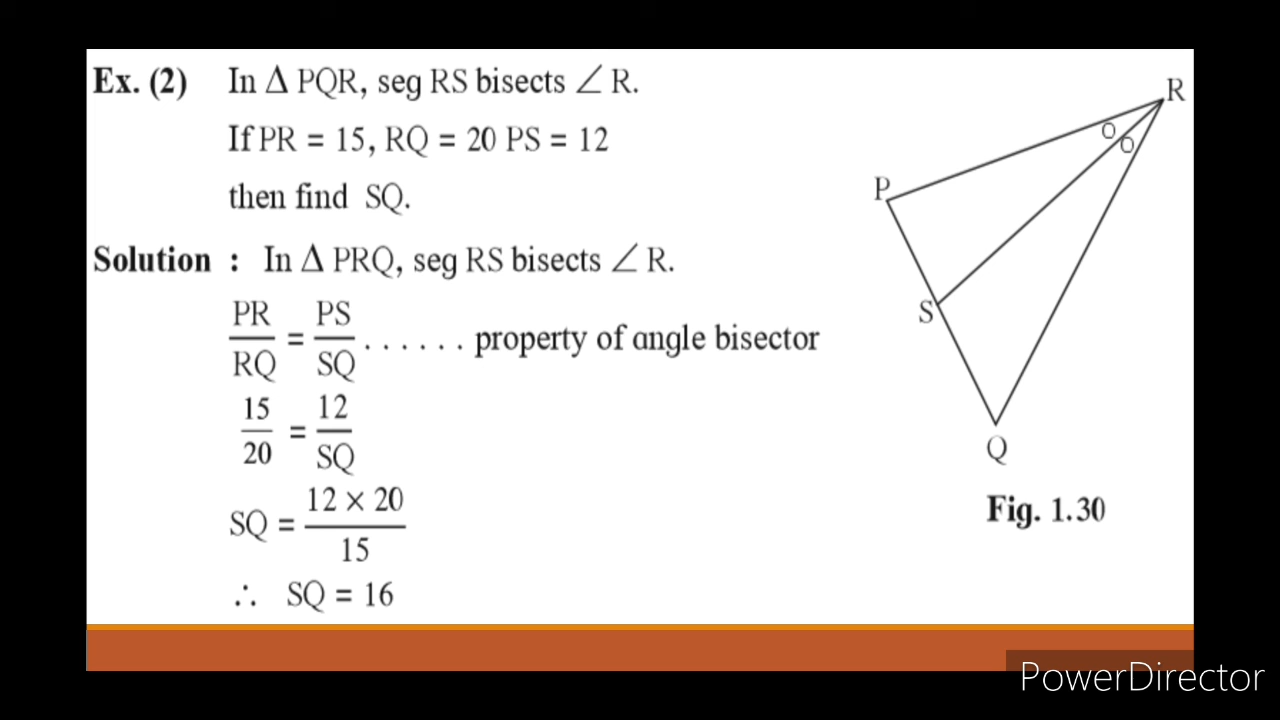 Ex. (2) In Δ PQR, seg RS bisects ∠ R.
If PR = 15, RQ = 20 PS = 12
then find SQ.
Solution : In Δ PRQ, seg RS bisects ∠ R.
PR/RQ = PS/SQ . . . . . . property of angle bisector
15/20 = 12/SQ
SQ = 12 × 20/15
∴ SQ = 16
R
P
S
Q
Fig. 1.30
PowerDirector